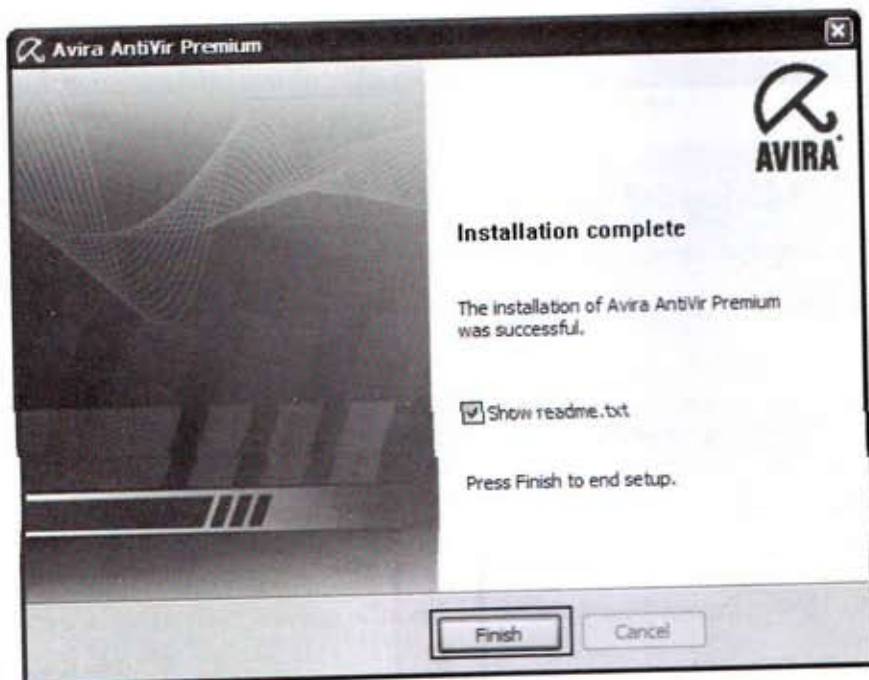 Avira AntiVir Premium
AVIRA
Installation complete
The installation of Avira AntiVir Premium
was successful.
Show readme.txt
Press Finish to end setup.
Finish
Cancel